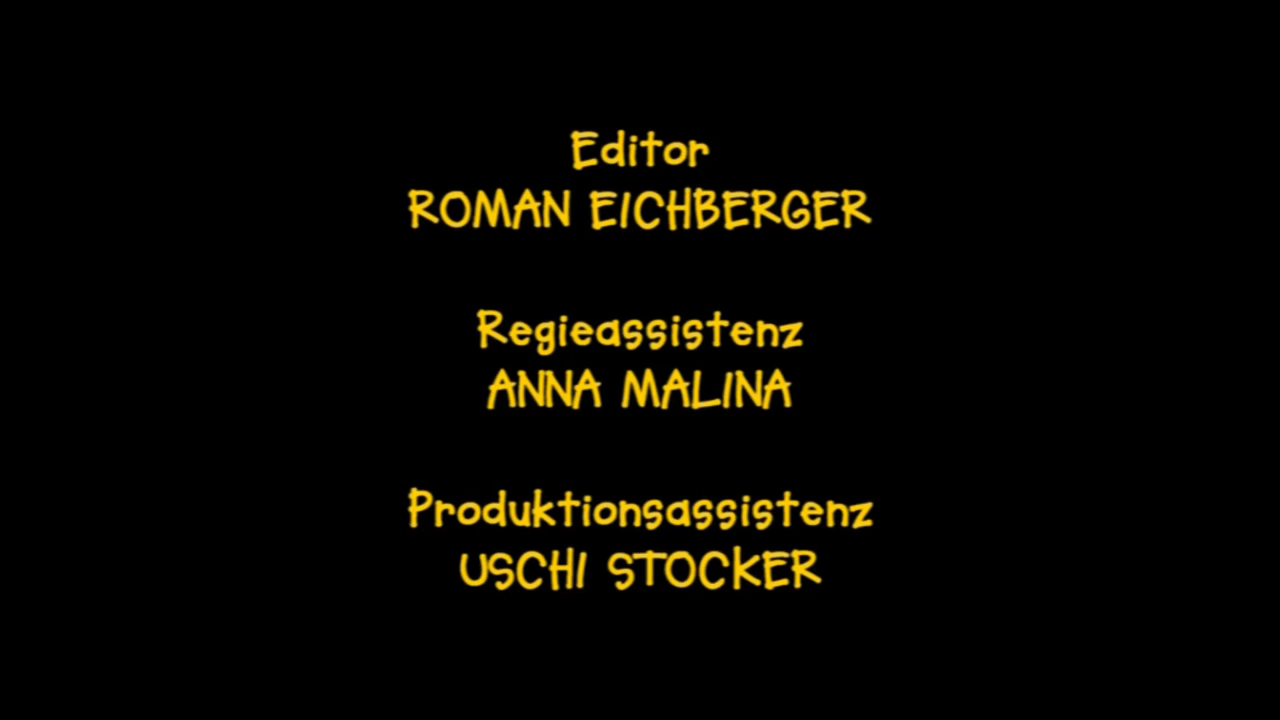 Editor
ROMAN EICHBERGER
Regieassistenz
ANNA MALINA
Produktionsassistenz
USCHI STOCKER